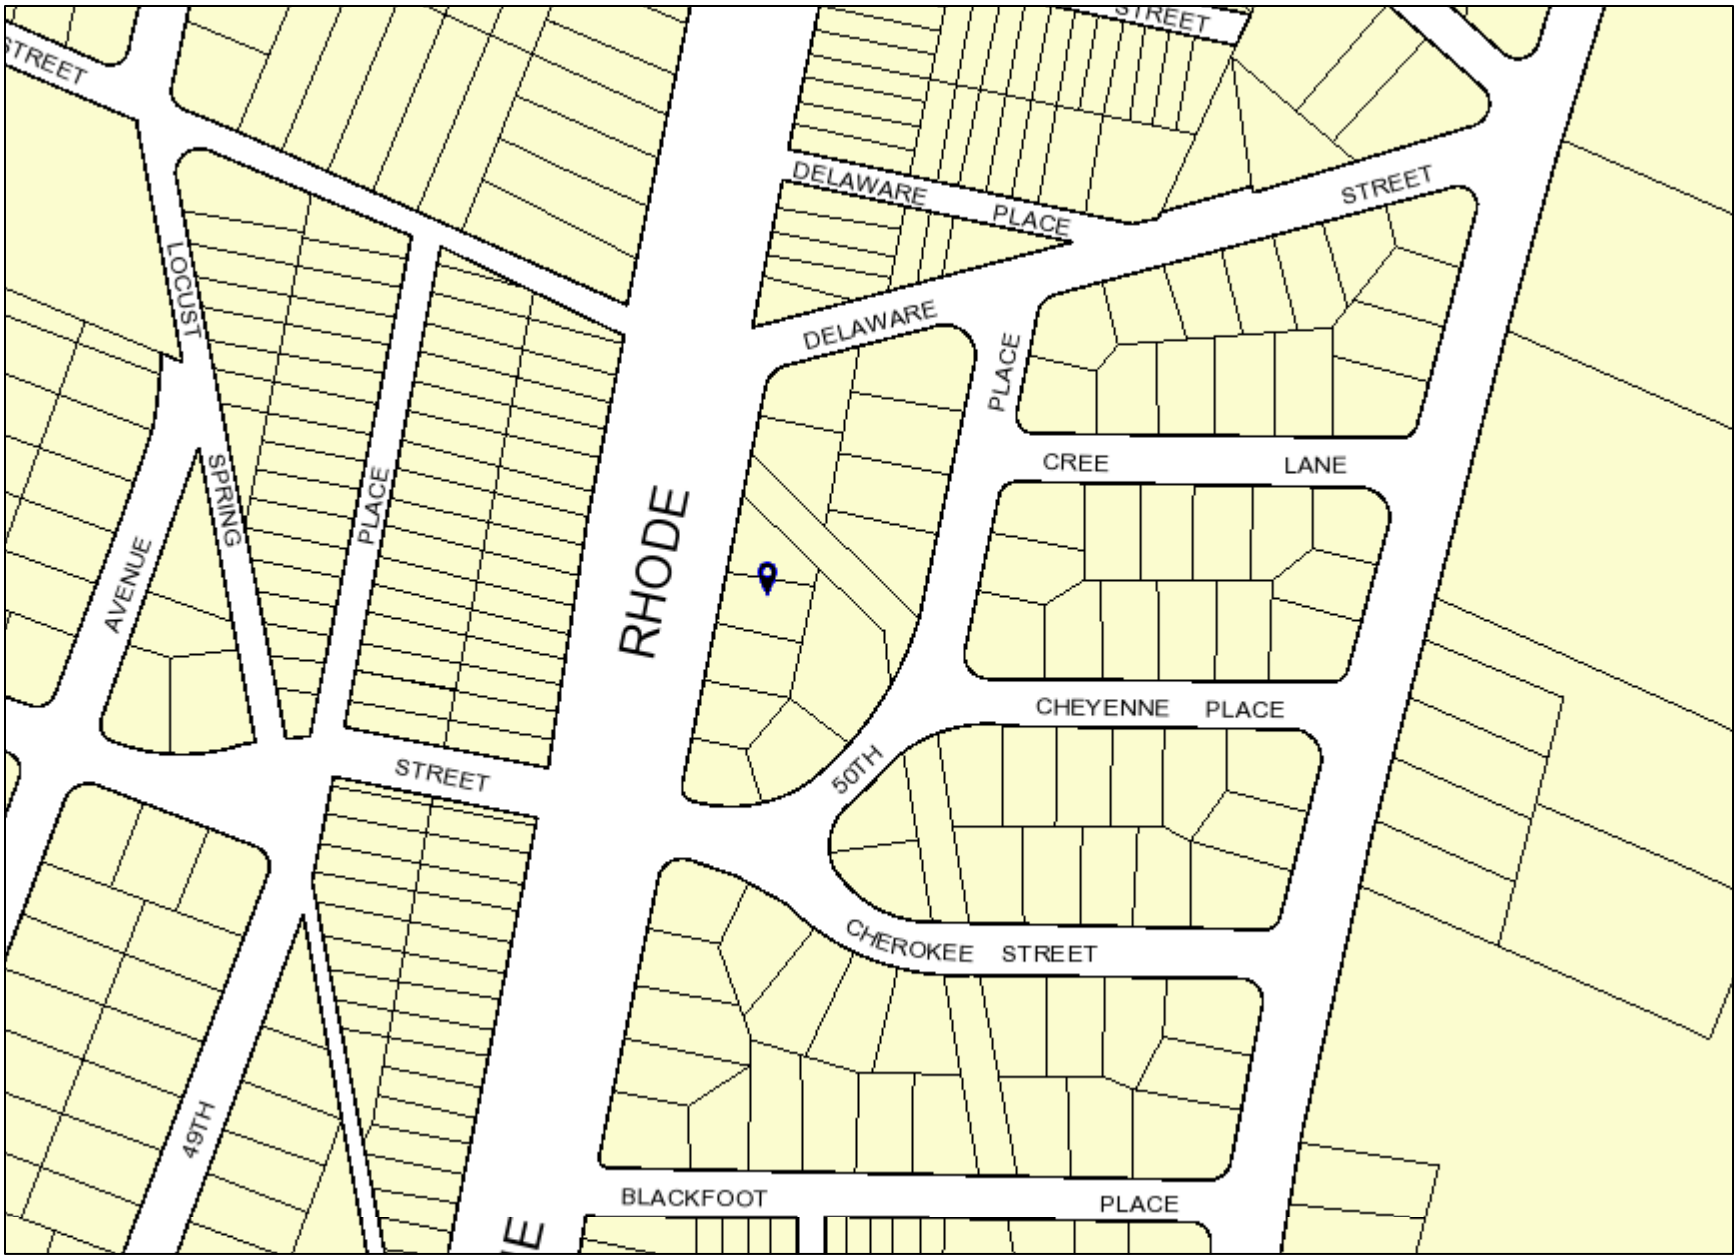 STREET
STREET
DELAWARE PLACE
STREET
LOCUST
DELAWARE
PLACE
CREE LANE
SPRING
PLACE
RHODE
AVENUE
CHEYENNE PLACE
STREET
50TH
CHEROKEE STREET
49TH
BLACKFOOT PLACE